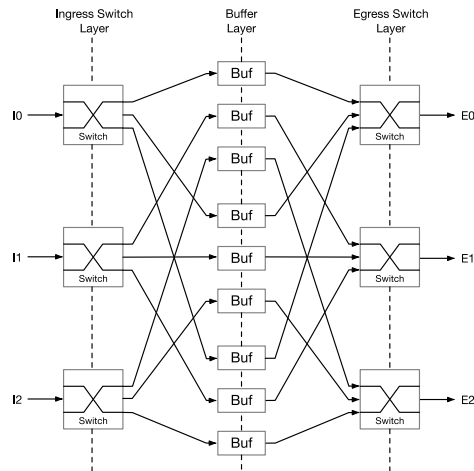 Ingress Switch Layer
Buffer Layer
Egress Switch Layer
Buf
I0
Switch
Buf
Switch
E0
Buf
Buf
I1
Switch
Buf
Switch
E1
Buf
Buf
I2
Switch
Buf
Switch
E2
Buf